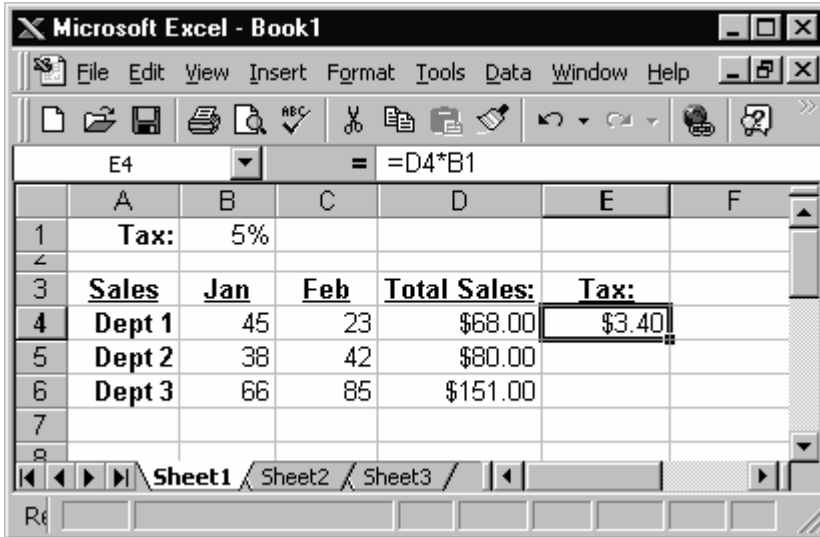 Microsoft Excel - Book1
File Edit View Insert Format Tools Data Window Help
ABC
E4 = =D4*B1
A B C D E F
1 Tax: 5%
2
3 Sales Jan Feb Total Sales: Tax:
4 Dept 1 45 23 $68.00 $3.40
5 Dept 2 38 42 $80.00
6 Dept 3 66 85 $151.00
7
8
Sheet1 Sheet2 Sheet3